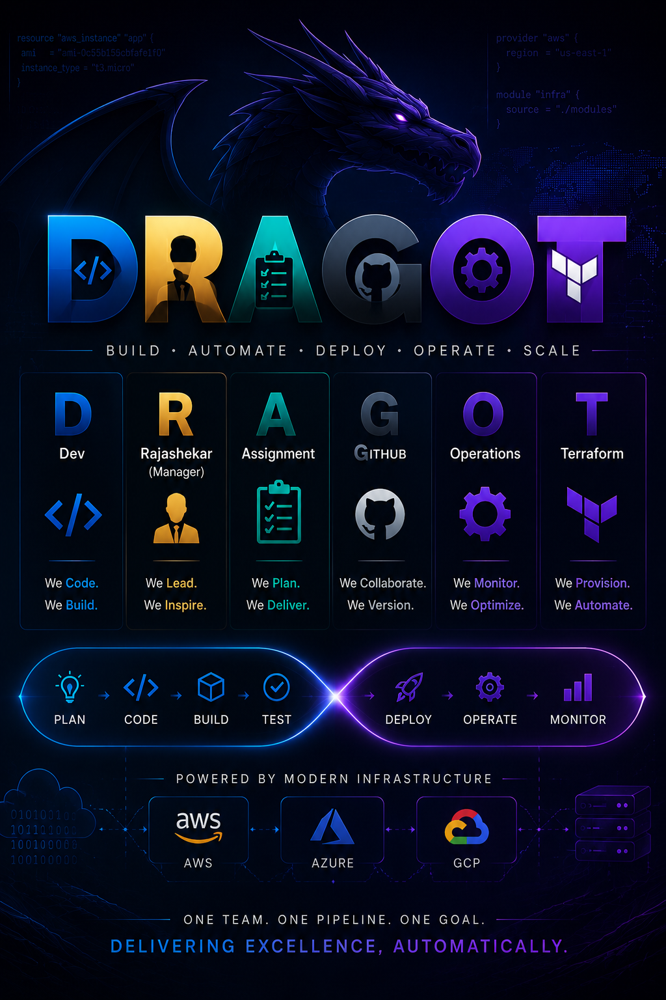 resource "aws_instance" "app" {
ami = "ami-0c55b155cbfafe1f0"
instance_type = "t3.micro"
}
provider "aws" {
region = "us-east-1"
}
module "infra" {
source = "./modules"
}
DRAGOT
BUILD • AUTOMATE • DEPLOY • OPERATE • SCALE
D
Dev
</>
We Code.
We Build.
R
Rajashekar
(Manager)
We Lead.
We Inspire.
A
Assignment
We Plan.
We Deliver.
G
GITHUB
We Collaborate.
We Version.
O
Operations
We Monitor.
We Optimize.
T
Terraform
We Provision.
We Automate.
PLAN
CODE
BUILD
TEST
DEPLOY
OPERATE
MONITOR
POWERED BY MODERN INFRASTRUCTURE
aws
AWS
AZURE
GCP
ONE TEAM. ONE PIPELINE. ONE GOAL.
DELIVERING EXCELLENCE, AUTOMATICALLY.